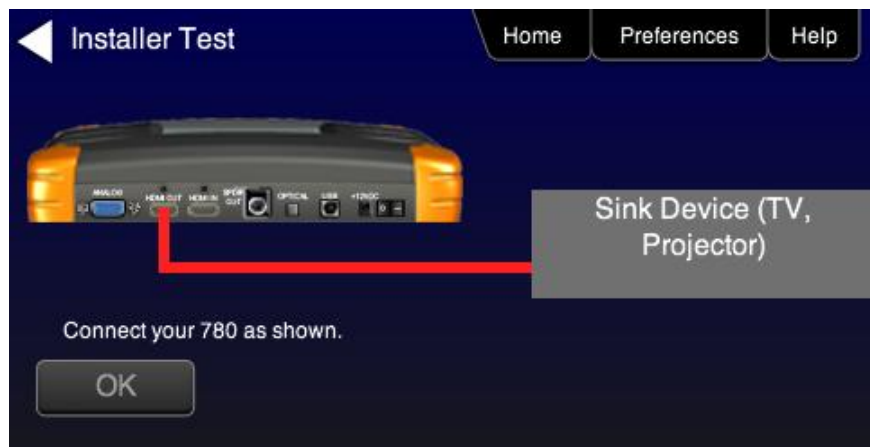 Installer Test
Home
Preferences
Help
ANALOG
HDMI OUT
HDMI IN
SPDIF
OUT
OPTICAL
USB
+12VDC
Sink Device (TV,
Projector)
Connect your 780 as shown.
OK